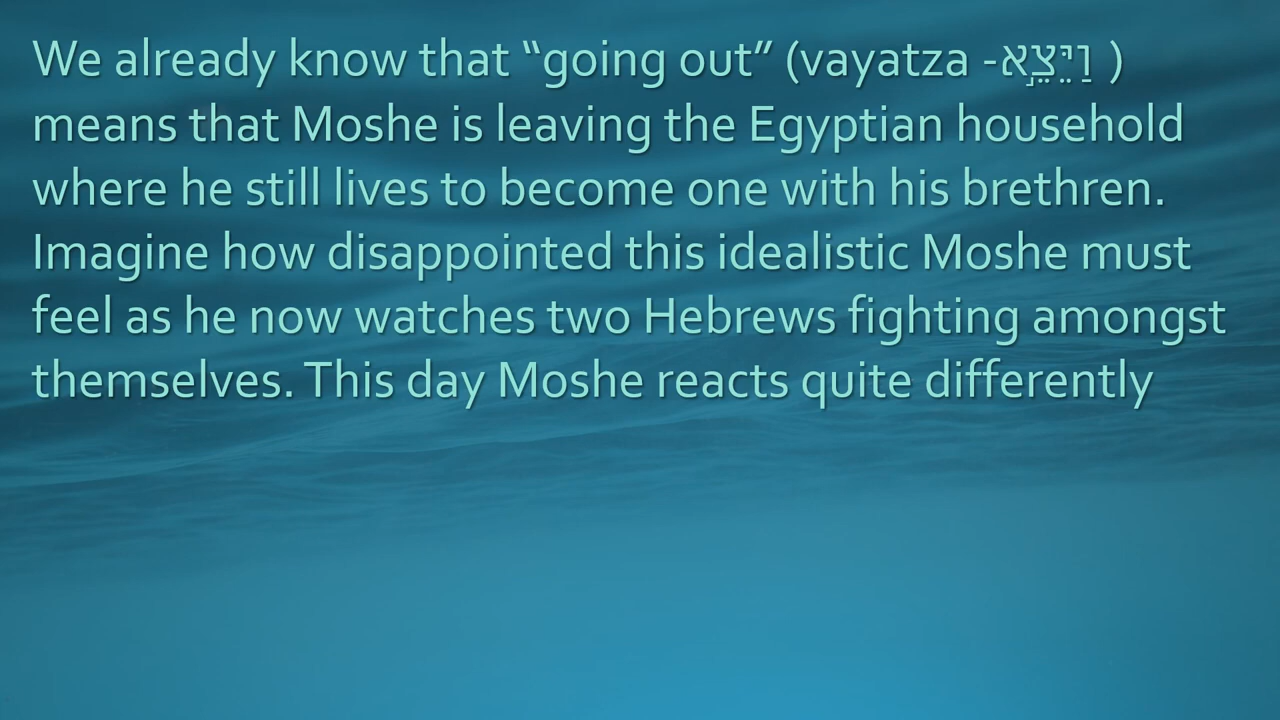 We already know that “going out” (vayatza -וַיֵּצֵ֣א )
means that Moshe is leaving the Egyptian household
where he still lives to become one with his brethren.
Imagine how disappointed this idealistic Moshe must
feel as he now watches two Hebrews fighting amongst
themselves. This day Moshe reacts quite differently